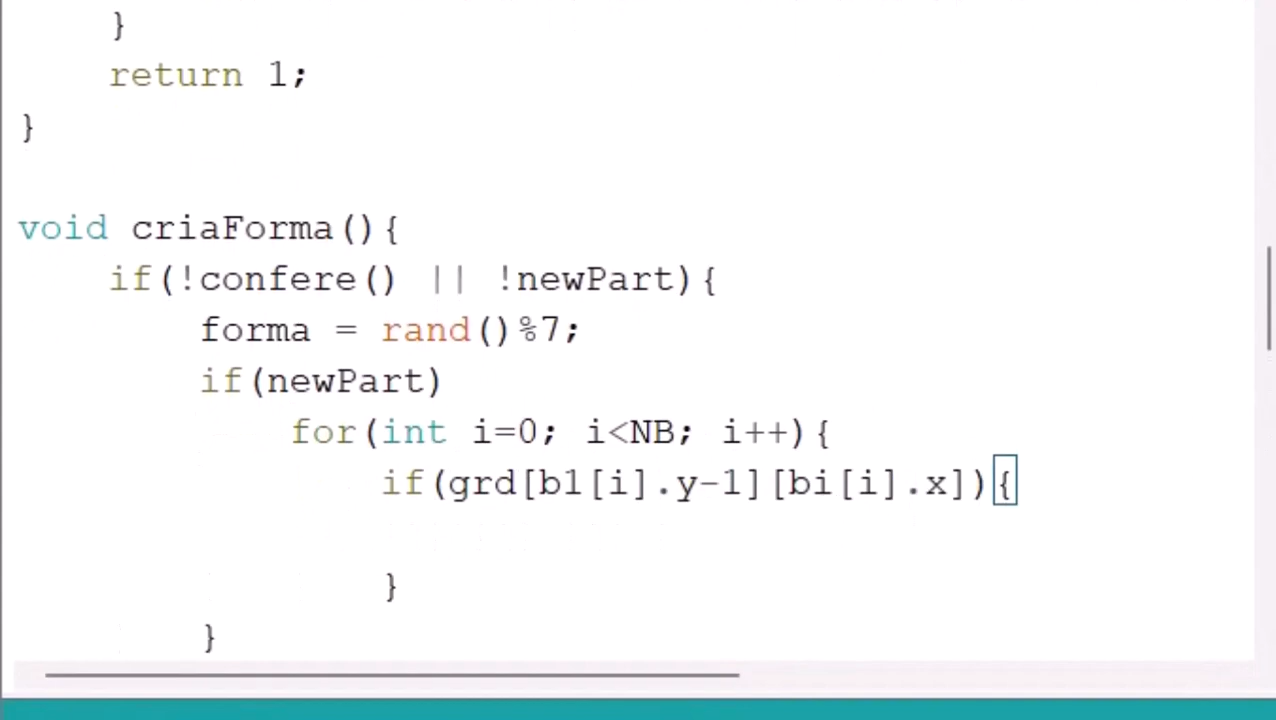 }
return 1;
}
void criaForma(){
if(!confere() || !newPart){
forma = rand()%7;
if(newPart)
for(int i=0; i<NB; i++){
if(grd[b1[i].y-1][bi[i].x]){
}
}